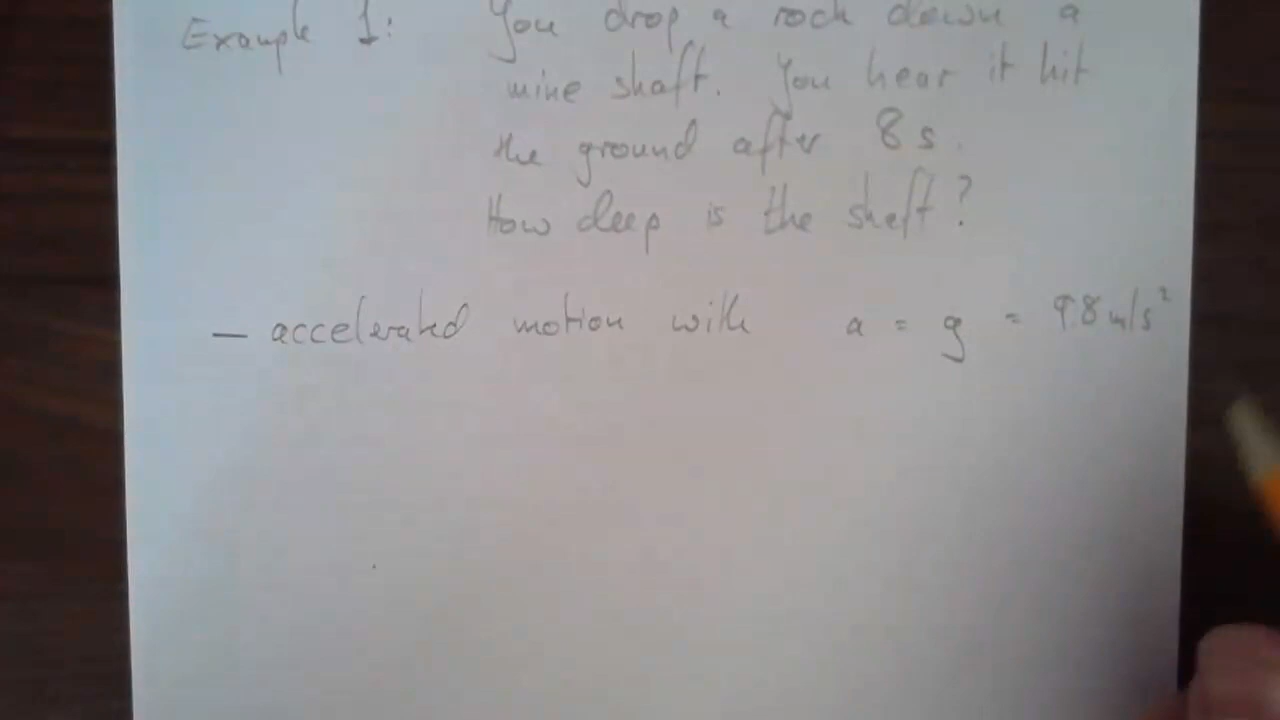 Example 1: You drop a rock down a
mine shaft. You hear it hit
the ground after 8 s.
How deep is the shaft?
— accelerated motion with a = g = 9.8 m/s²